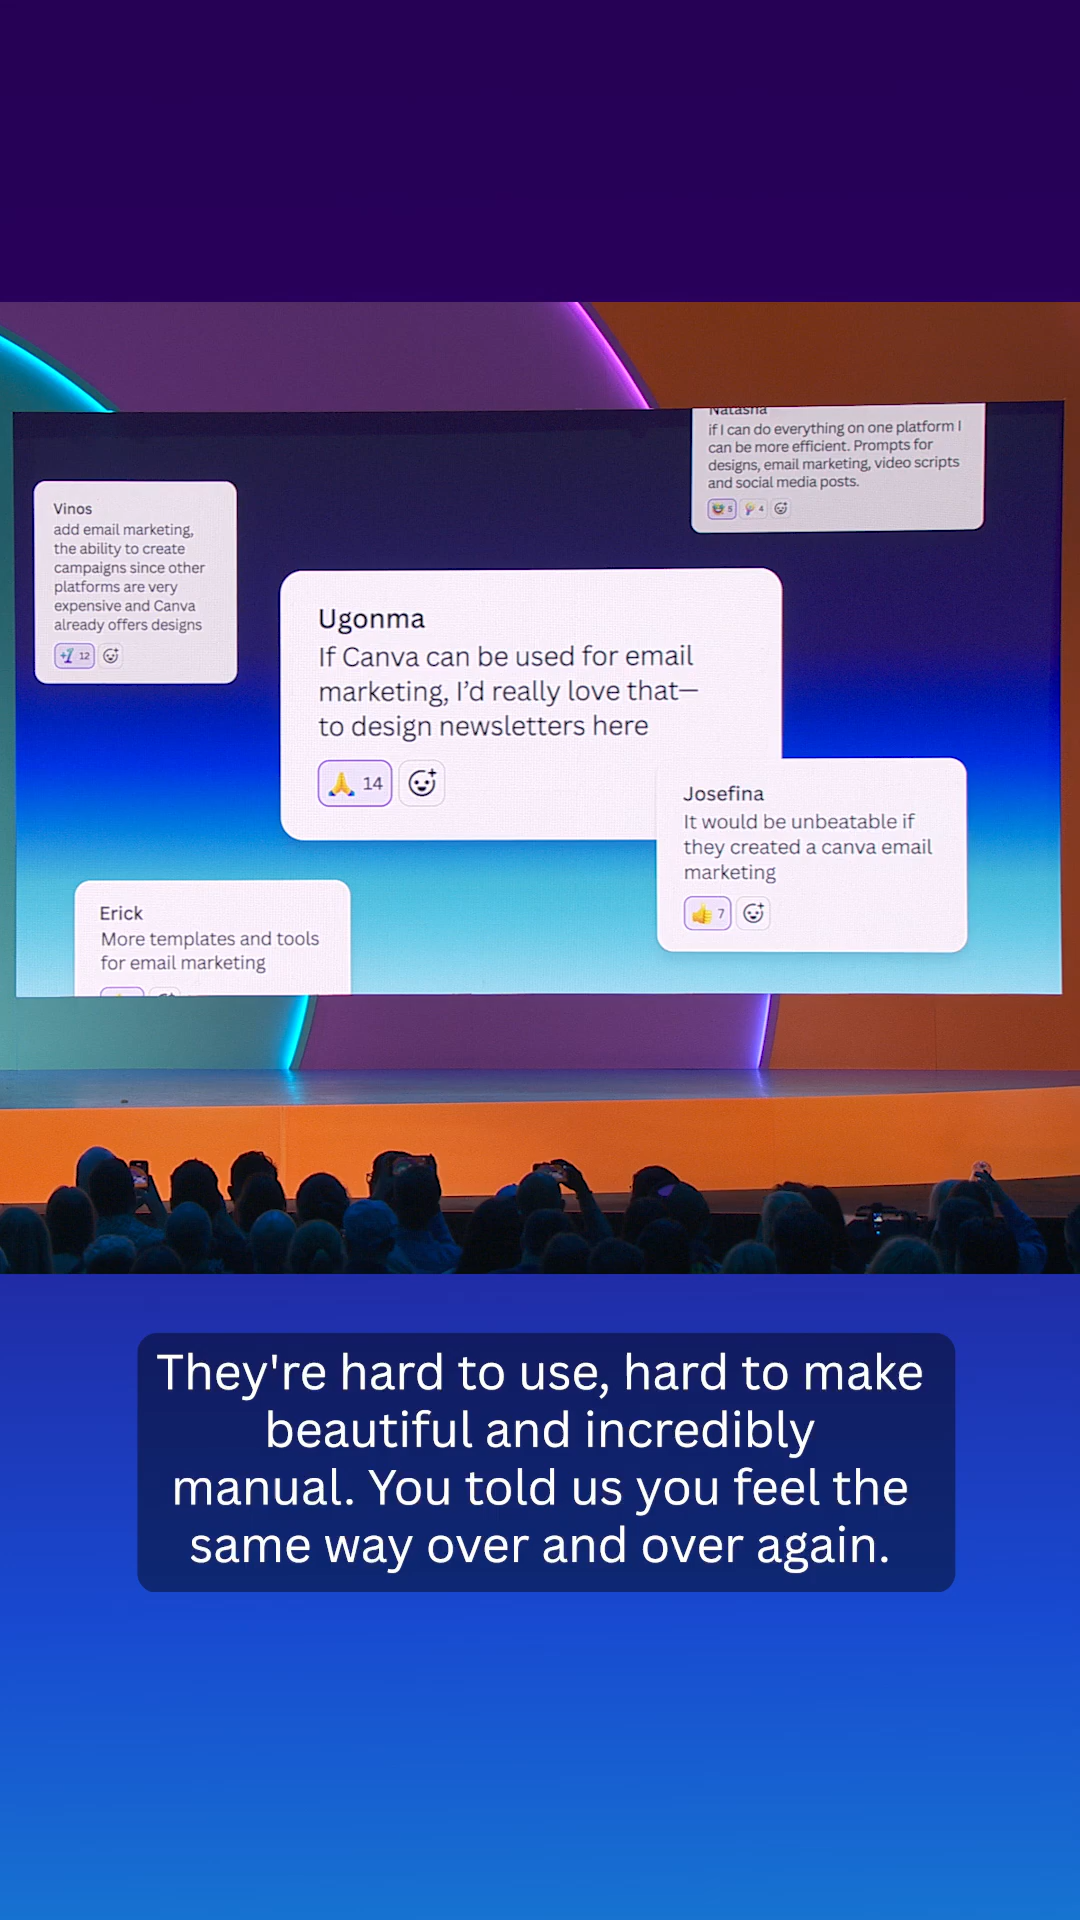 Natasha
if I can do everything on one platform I
can be more efficient. Prompts for
designs, email marketing, video scripts
and social media posts.
5 4
Vinos
add email marketing,
the ability to create
campaigns since other
platforms are very
expensive and Canva
already offers designs
+1 12
Ugonma
If Canva can be used for email
marketing, I’d really love that—
to design newsletters here
14
Josefina
It would be unbeatable if
they created a canva email
marketing
7
Erick
More templates and tools
for email marketing
They're hard to use, hard to make
beautiful and incredibly
manual. You told us you feel the
same way over and over again.